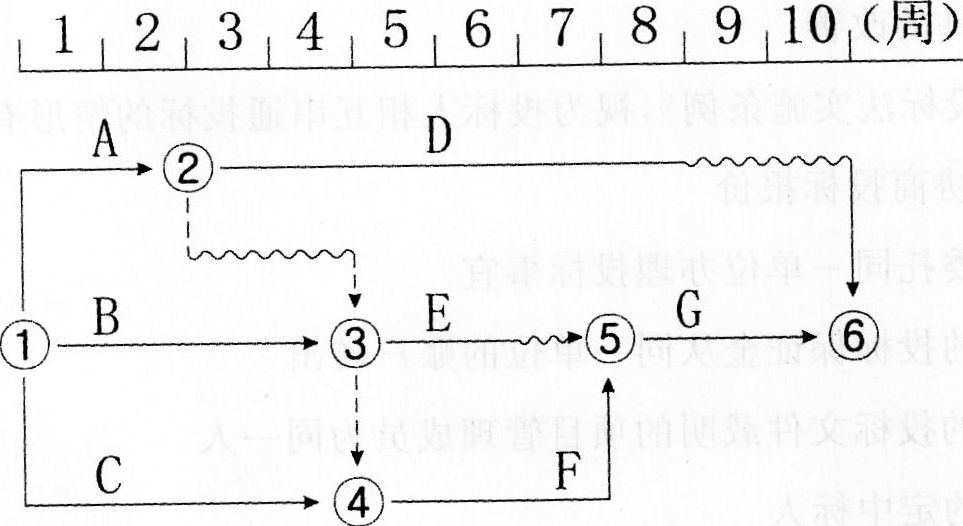 1 2 3 4 5 6 7 8 9 10 (周)
A D
②
B E G
① ③ ⑤ ⑥
C F
④